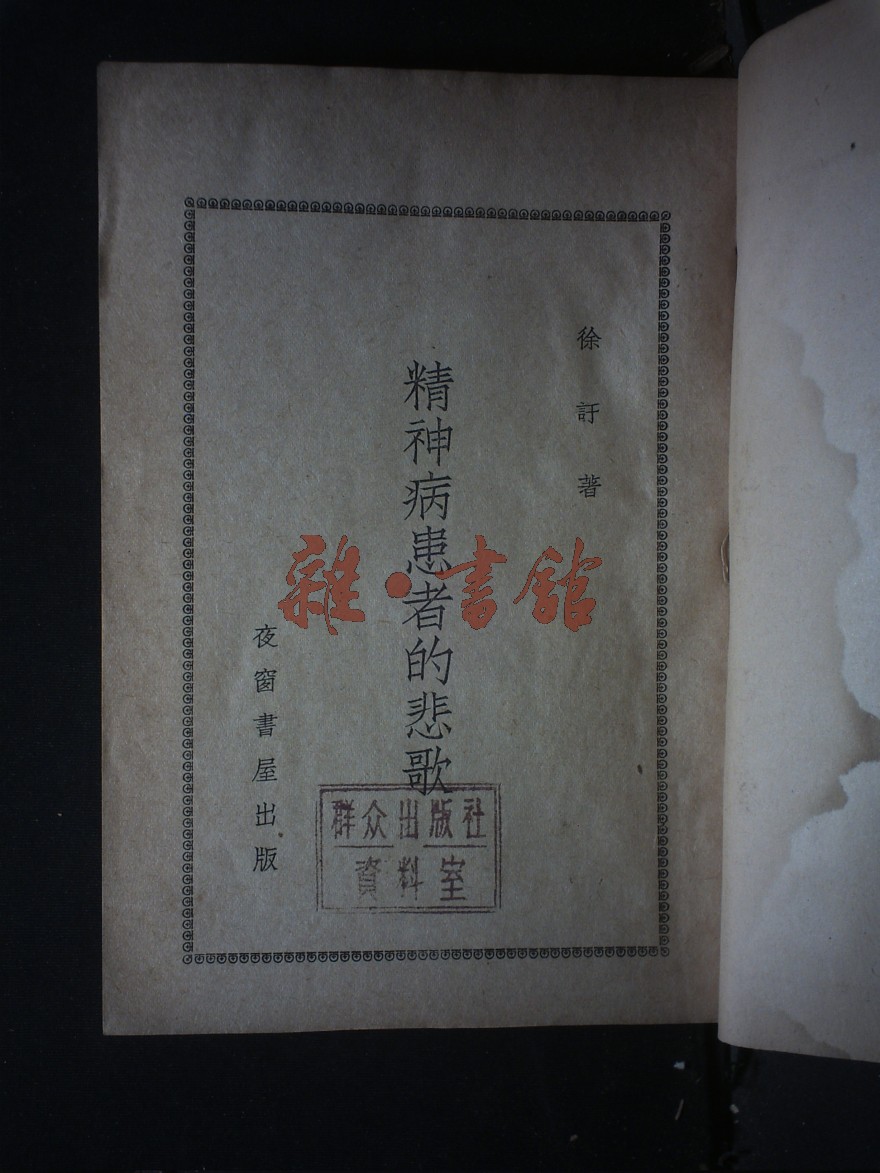 徐訏著
精神病患者的悲歌
夜窗書屋出版
雜·書館
群众出版社
資料室